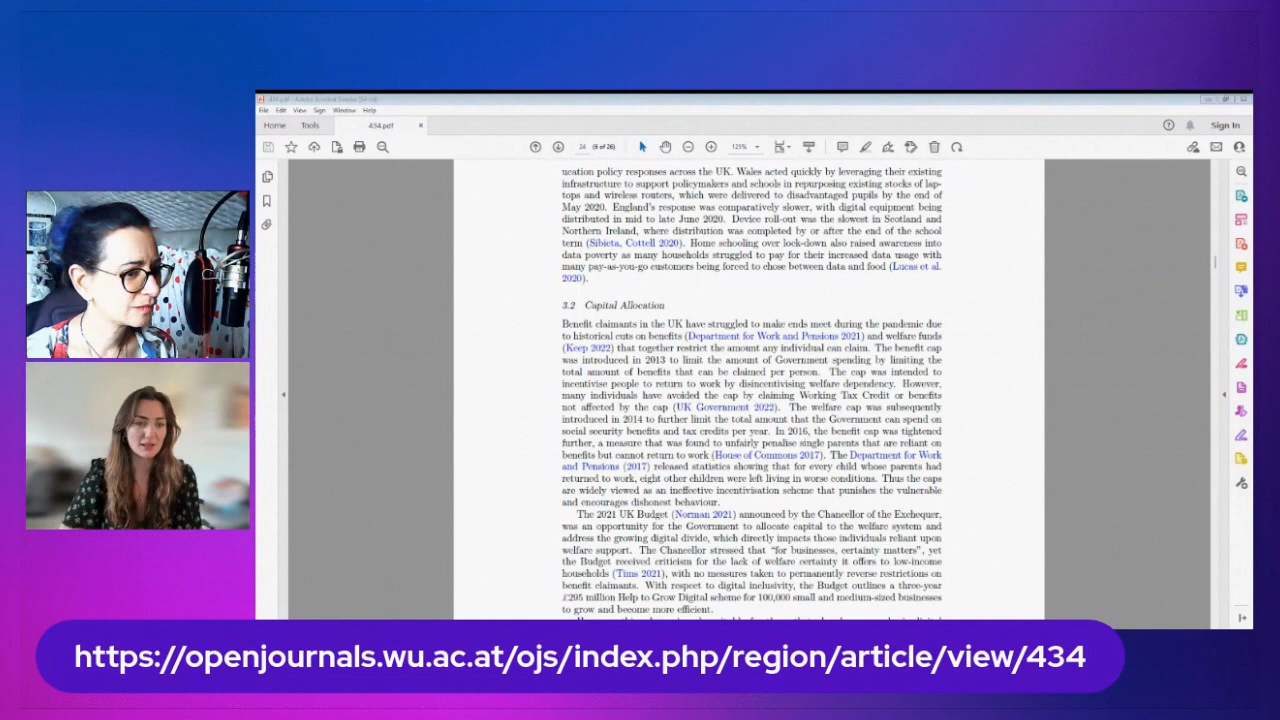 434.pdf - Adobe Acrobat Reader (64-bit)
File Edit View Sign Window Help
Home Tools 434.pdf × Sign In
24 (6 of 26) 125%
ucation policy responses across the UK. Wales acted quickly by leveraging their existing
infrastructure to support policymakers and schools in repurposing existing stocks of lap-
tops and wireless routers, which were delivered to disadvantaged pupils by the end of
May 2020. England's response was comparatively slower, with digital equipment being
distributed in mid to late June 2020. Device roll-out was the slowest in Scotland and
Northern Ireland, where distribution was completed by or after the end of the school
term (Sibieta, Cottell 2020). Home schooling over lock-down also raised awareness into
data poverty as many households struggled to pay for their increased data usage with
many pay-as-you-go customers being forced to chose between data and food (Lucas et al.
2020).
3.2 Capital Allocation
Benefit claimants in the UK have struggled to make ends meet during the pandemic due
to historical cuts on benefits (Department for Work and Pensions 2021) and welfare funds
(Keep 2022) that together restrict the amount any individual can claim. The benefit cap
was introduced in 2013 to limit the amount of Government spending by limiting the
total amount of benefits that can be claimed per person. The cap was intended to
incentivise people to return to work by disincentivising welfare dependency. However,
many individuals have avoided the cap by claiming Working Tax Credit or benefits
not affected by the cap (UK Government 2022). The welfare cap was subsequently
introduced in 2014 to further limit the total amount that the Government can spend on
social security benefits and tax credits per year. In 2016, the benefit cap was tightened
further, a measure that was found to unfairly penalise single parents that are reliant on
benefits but cannot return to work (House of Commons 2017). The Department for Work
and Pensions (2017) released statistics showing that for every child whose parents had
returned to work, eight other children were left living in worse conditions. Thus the caps
are widely viewed as an ineffective incentivisation scheme that punishes the vulnerable
and encourages dishonest behaviour.
The 2021 UK Budget (Norman 2021) announced by the Chancellor of the Exchequer,
was an opportunity for the Government to allocate capital to the welfare system and
address the growing digital divide, which directly impacts those individuals reliant upon
welfare support. The Chancellor stressed that "for businesses, certainty matters", yet
the Budget received criticism for the lack of welfare certainty it offers to low-income
households (Tims 2021), with no measures taken to permanently reverse restrictions on
benefit claimants. With respect to digital inclusivity, the Budget outlines a three-year
£295 million Help to Grow Digital scheme for 100,000 small and medium-sized businesses
to grow and become more efficient.
https://openjournals.wu.ac.at/ojs/index.php/region/article/view/434